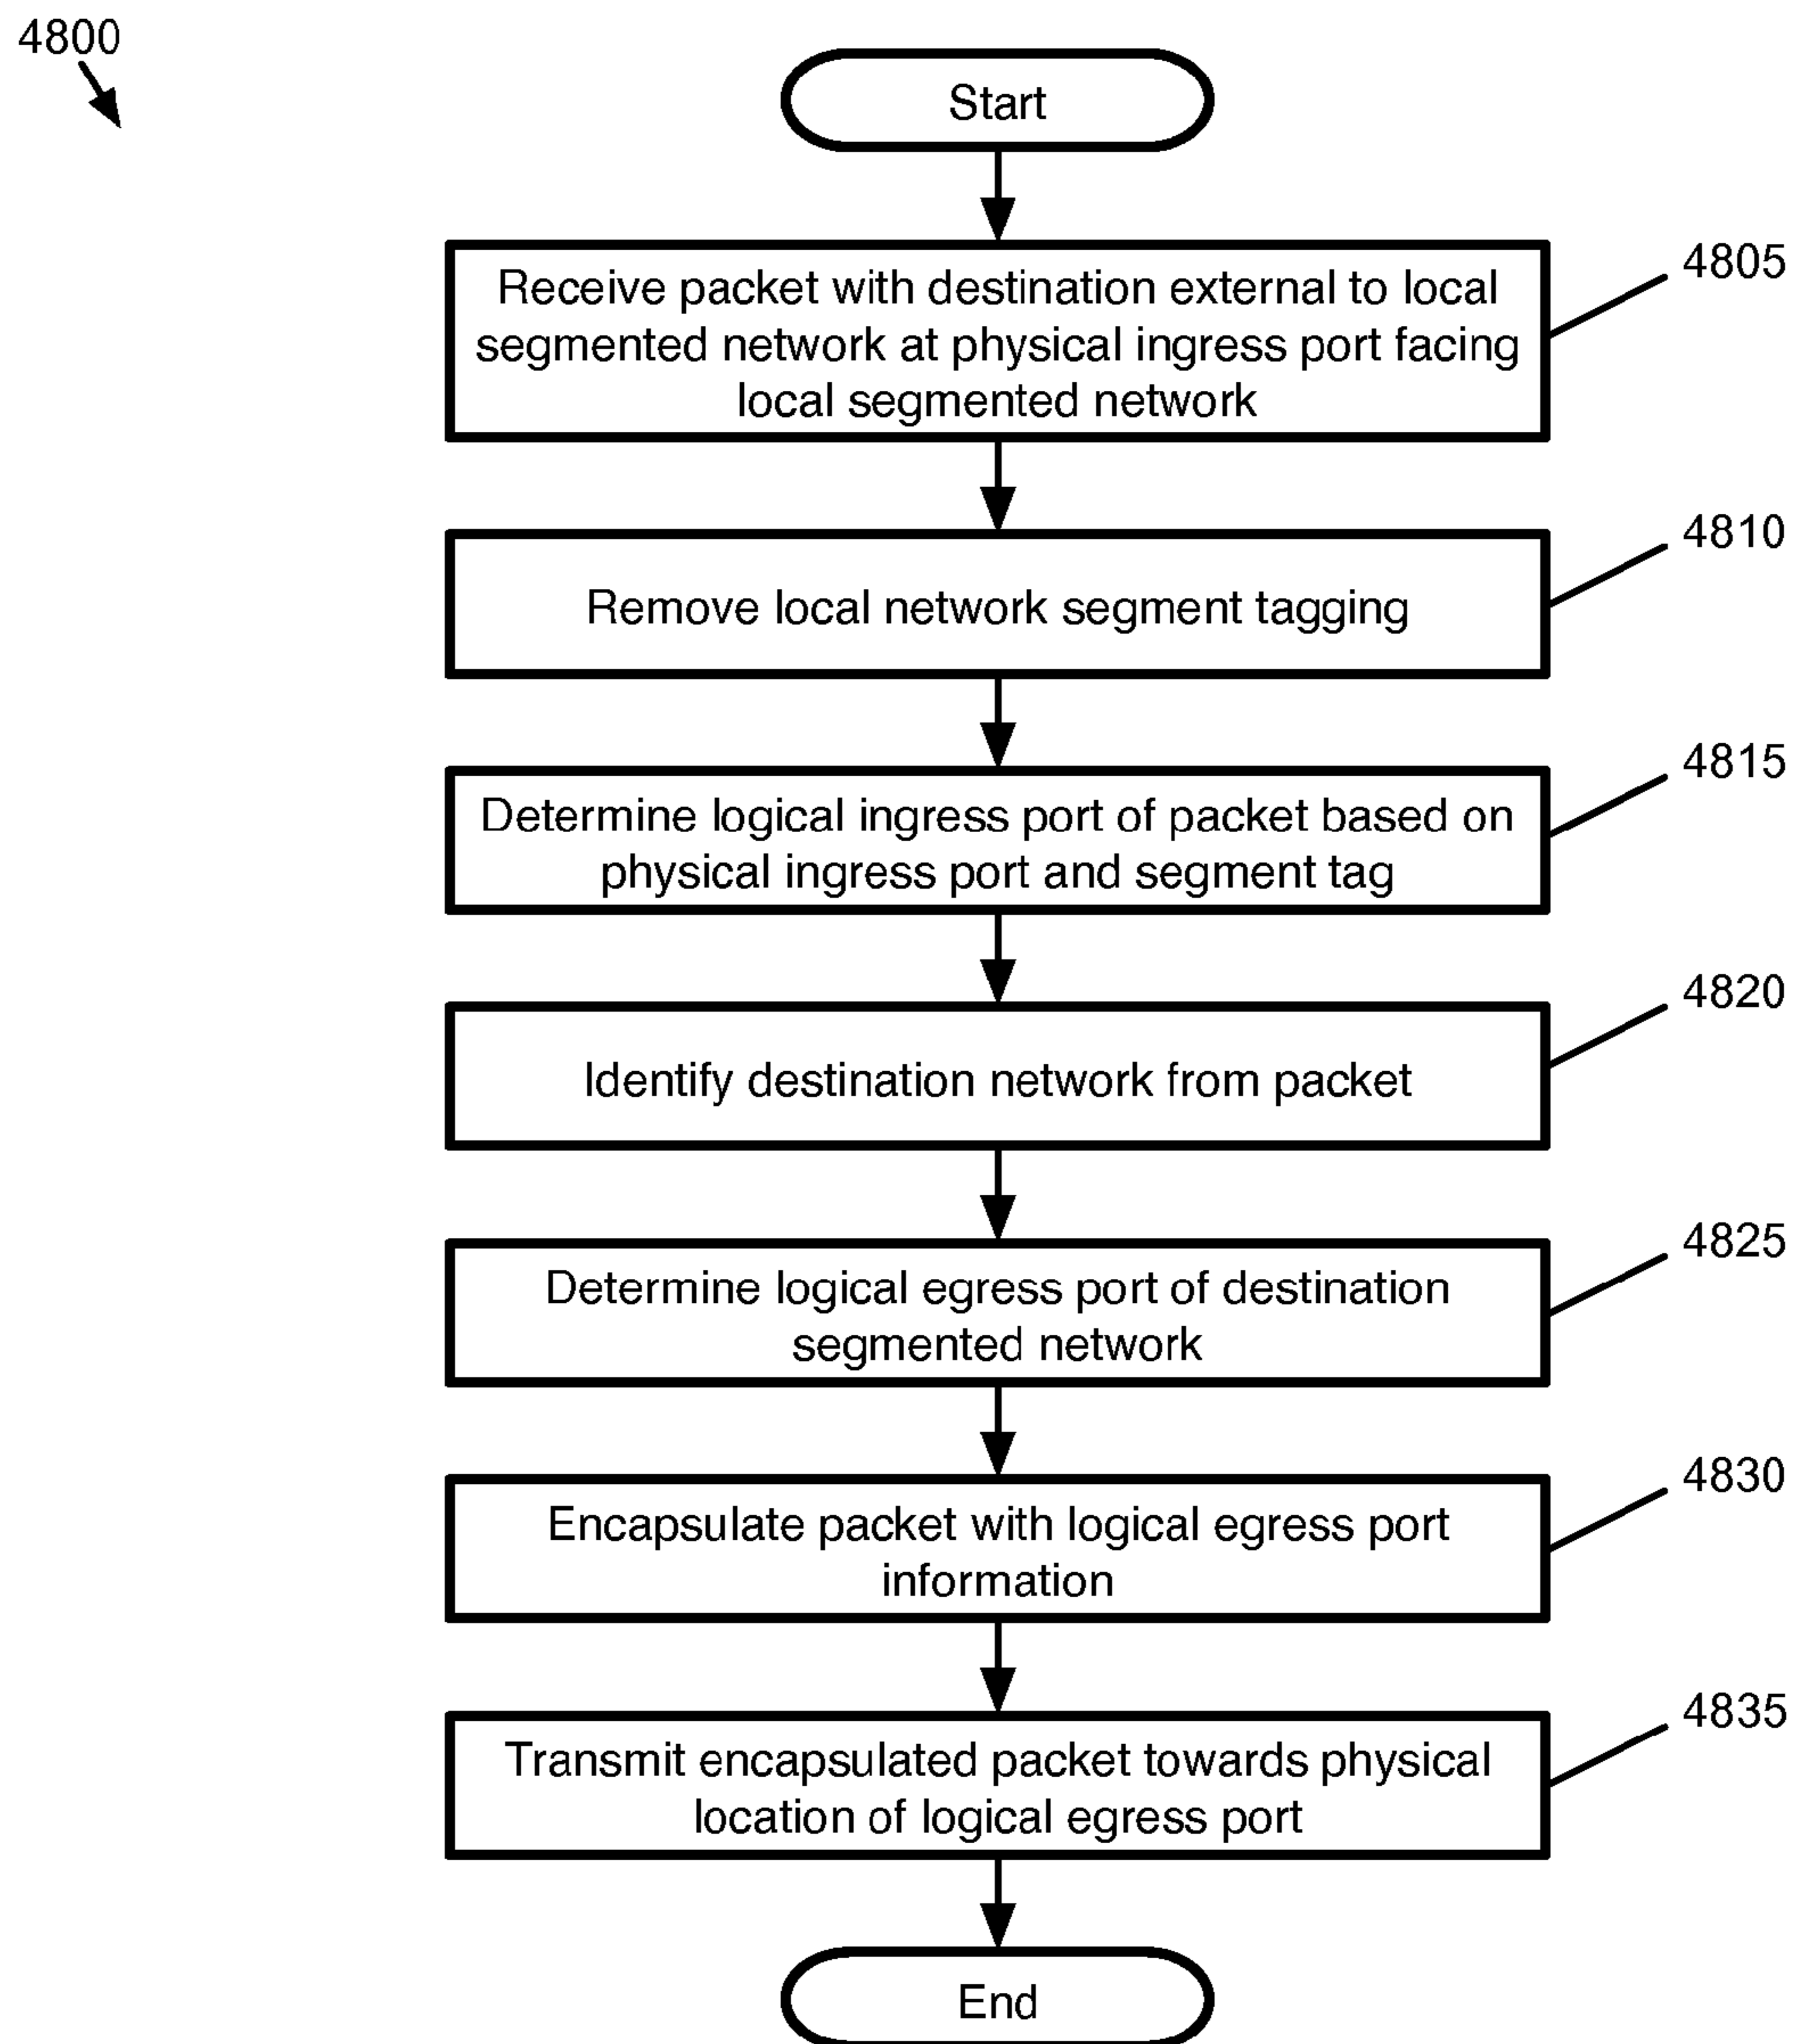 4800
Start
Receive packet with destination external to local
segmented network at physical ingress port facing
local segmented network
4805
Remove local network segment tagging
4810
Determine logical ingress port of packet based on
physical ingress port and segment tag
4815
Identify destination network from packet
4820
Determine logical egress port of destination
segmented network
4825
Encapsulate packet with logical egress port
information
4830
Transmit encapsulated packet towards physical
location of logical egress port
4835
End